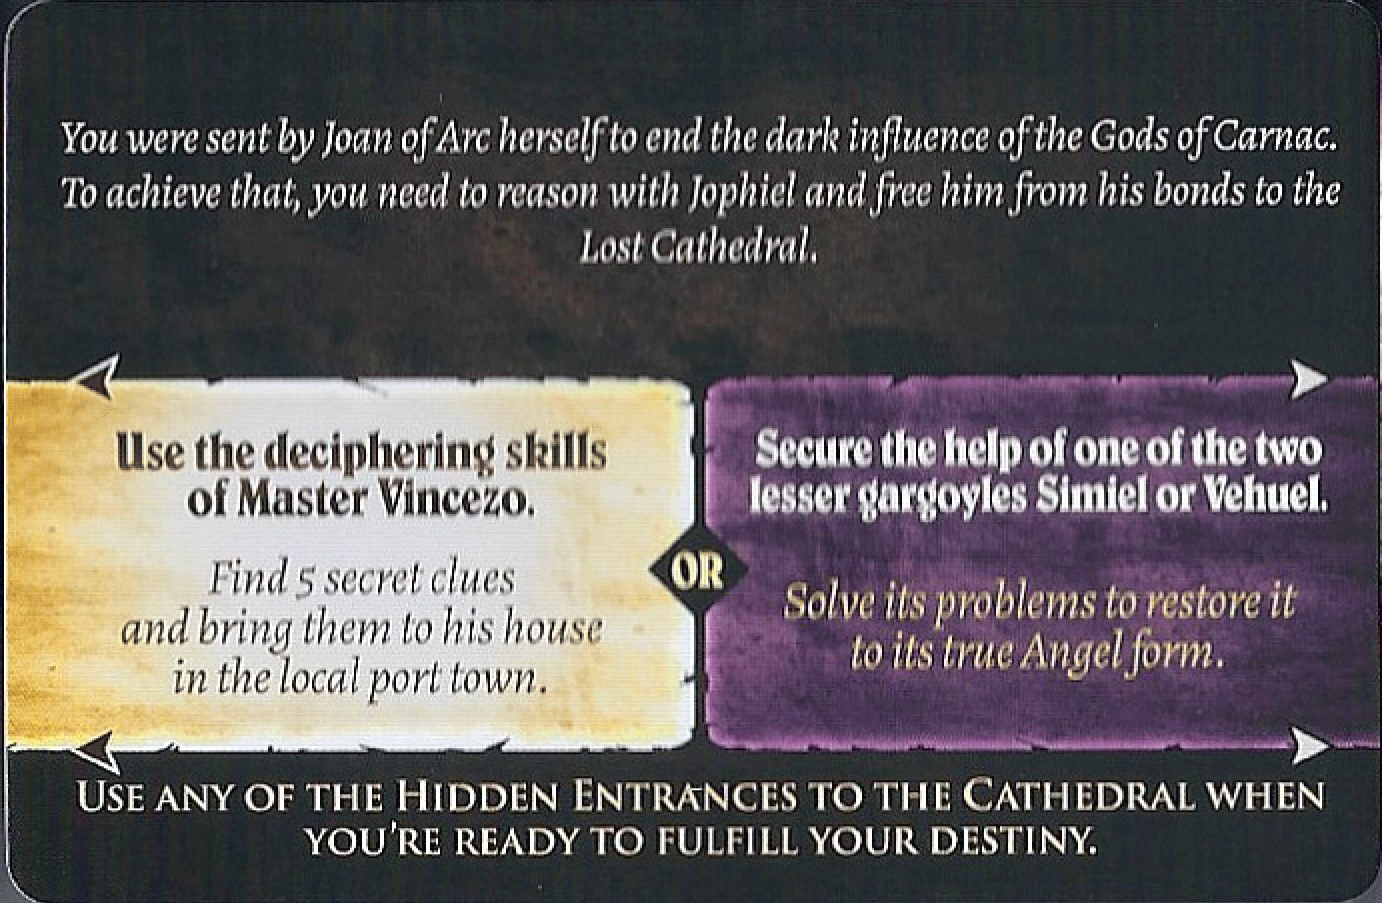 You were sent by Joan of Arc herself to end the dark influence of the Gods of Carnac.
To achieve that, you need to reason with Jophiel and free him from his bonds to the
Lost Cathedral.
Use the deciphering skills
of Master Vincezo.
Find 5 secret clues
and bring them to his house
in the local port town.
OR
Secure the help of one of the two
lesser gargoyles Simiel or Vehuel.
Solve its problems to restore it
to its true Angel form.
USE ANY OF THE HIDDEN ENTRANCES TO THE CATHEDRAL WHEN
YOU'RE READY TO FULFILL YOUR DESTINY.